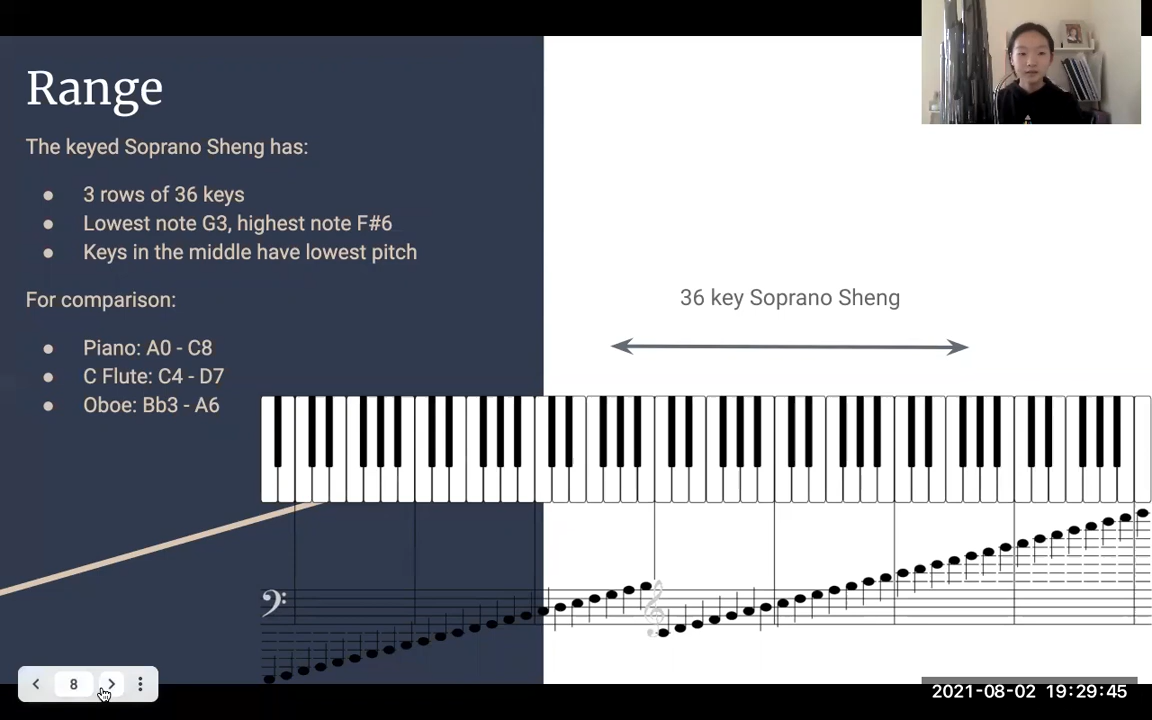 Range
The keyed Soprano Sheng has:
● 3 rows of 36 keys
● Lowest note G3, highest note F#6
● Keys in the middle have lowest pitch
For comparison:
● Piano: A0 - C8
● C Flute: C4 - D7
● Oboe: Bb3 - A6
36 key Soprano Sheng
8
2021-08-02 19:29:45